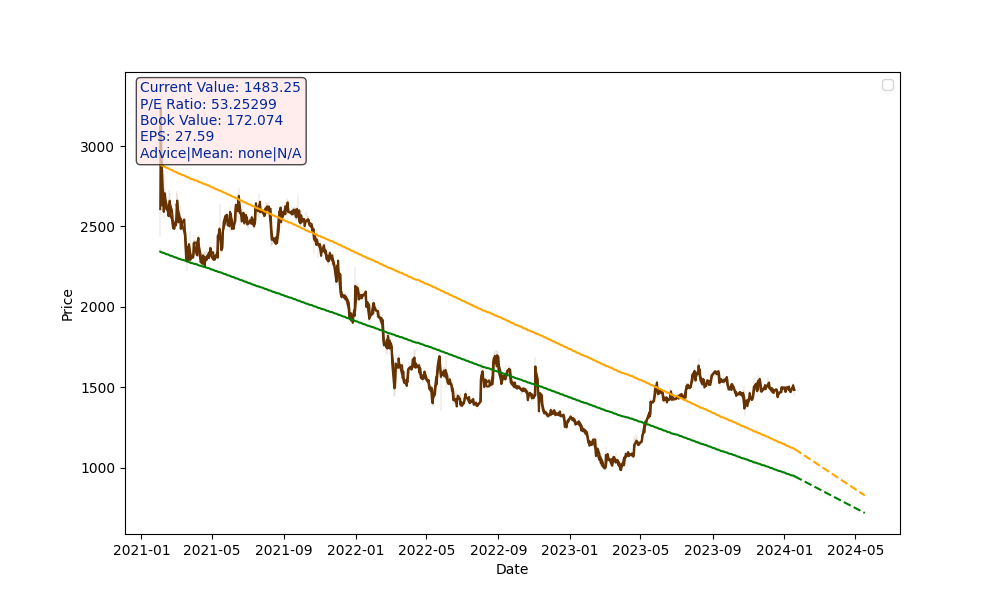 Current Value: 1483.25
P/E Ratio: 53.25299
Book Value: 172.074
EPS: 27.59
Advice|Mean: none|N/A
3000
2500
2000
1500
1000
Price
2021-01 2021-05 2021-09 2022-01 2022-05 2022-09 2023-01 2023-05 2023-09 2024-01 2024-05
Date